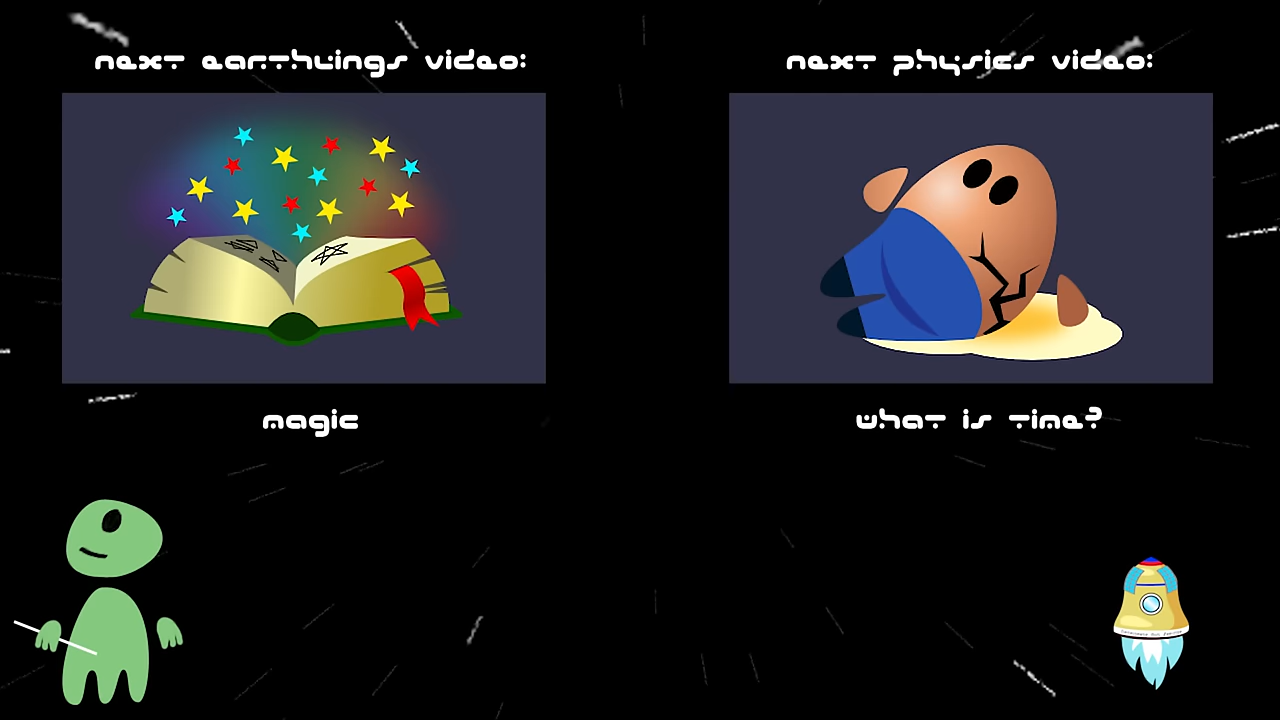 next earthlings video:
next physics video:
magic
what is time?